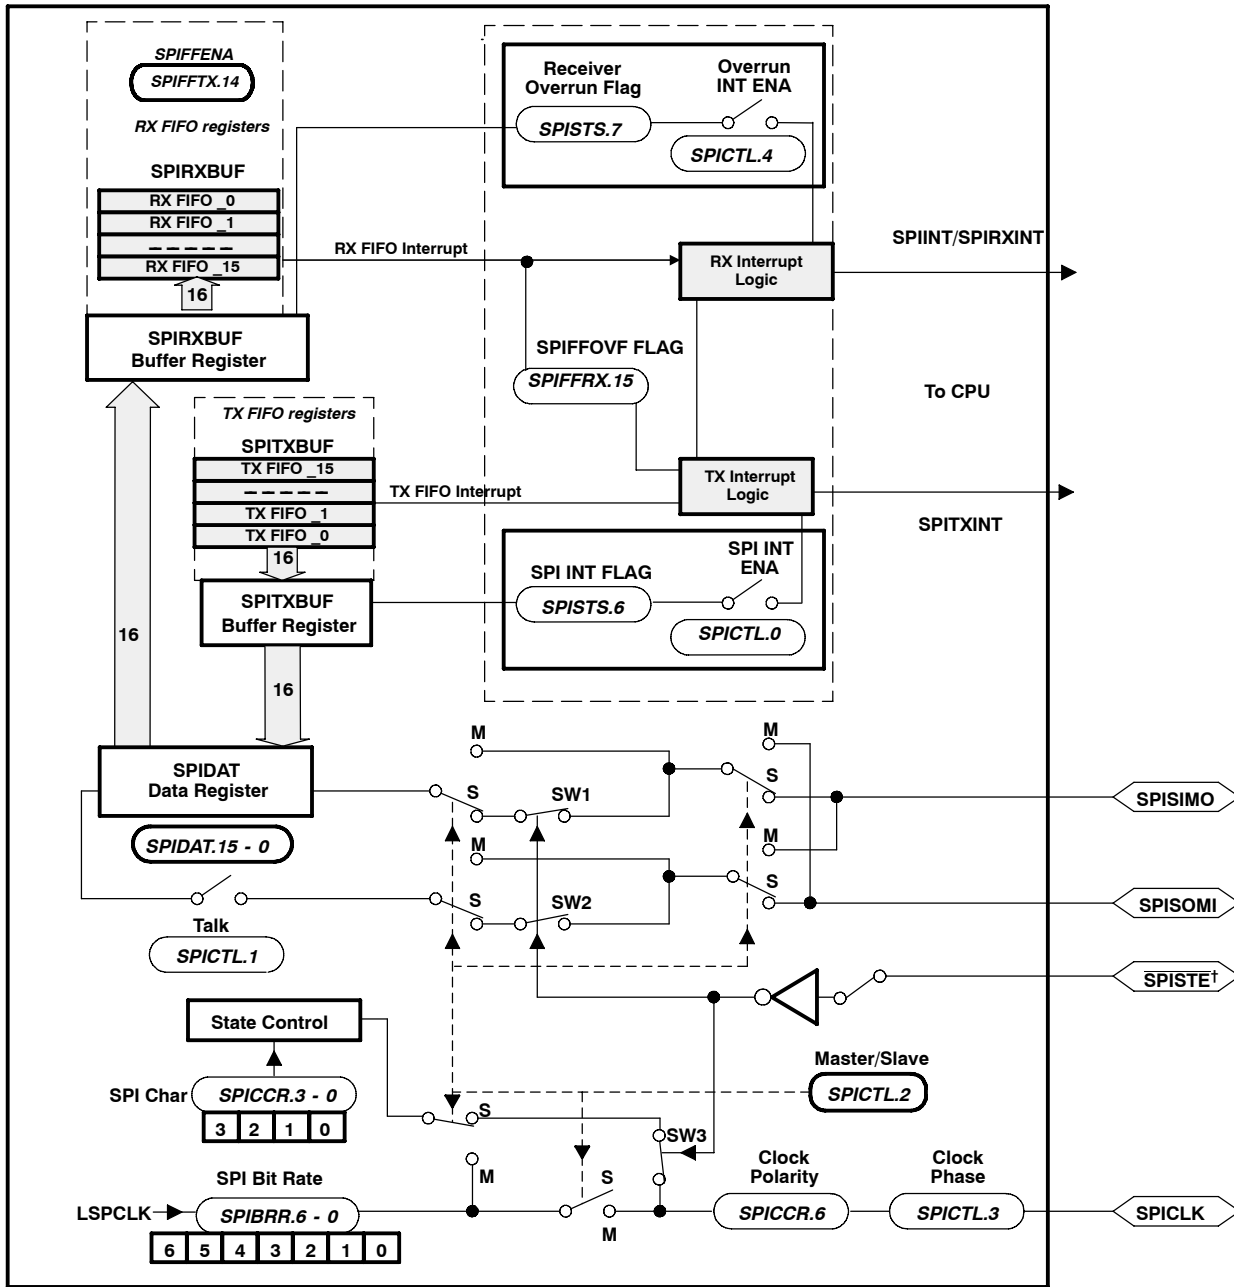 SPIFFENA
SPIFFTX.14
RX FIFO registers
SPIRXBUF
RX FIFO _0
RX FIFO _1
-----
RX FIFO _15
16
SPIRXBUF
Buffer Register
Receiver
Overrun Flag
SPISTS.7
Overrun
INT ENA
SPICTL.4
RX FIFO Interrupt
RX Interrupt
Logic
SPIINT/SPIRXINT
SPIFFOVF FLAG
SPIFFRX.15
To CPU
TX FIFO registers
SPITXBUF
TX FIFO _15
-----
TX FIFO _1
TX FIFO _0
16
TX FIFO Interrupt
TX Interrupt
Logic
SPITXINT
SPITXBUF
Buffer Register
SPI INT FLAG
SPISTS.6
SPI INT
ENA
SPICTL.0
16
16
SPIDAT
Data Register
SPIDAT.15 - 0
M
S
SW1
M
S
SPISIMO
M
S
SW2
M
S
SPISOMI
Talk
SPICTL.1
SPISTE†
State Control
Master/Slave
SPICTL.2
SPI Char
SPICCR.3 - 0
3 2 1 0
S
M
SW3
SPI Bit Rate
LSPCLK
SPIBRR.6 - 0
6 5 4 3 2 1 0
S
M
Clock
Polarity
SPICCR.6
Clock
Phase
SPICTL.3
SPICLK